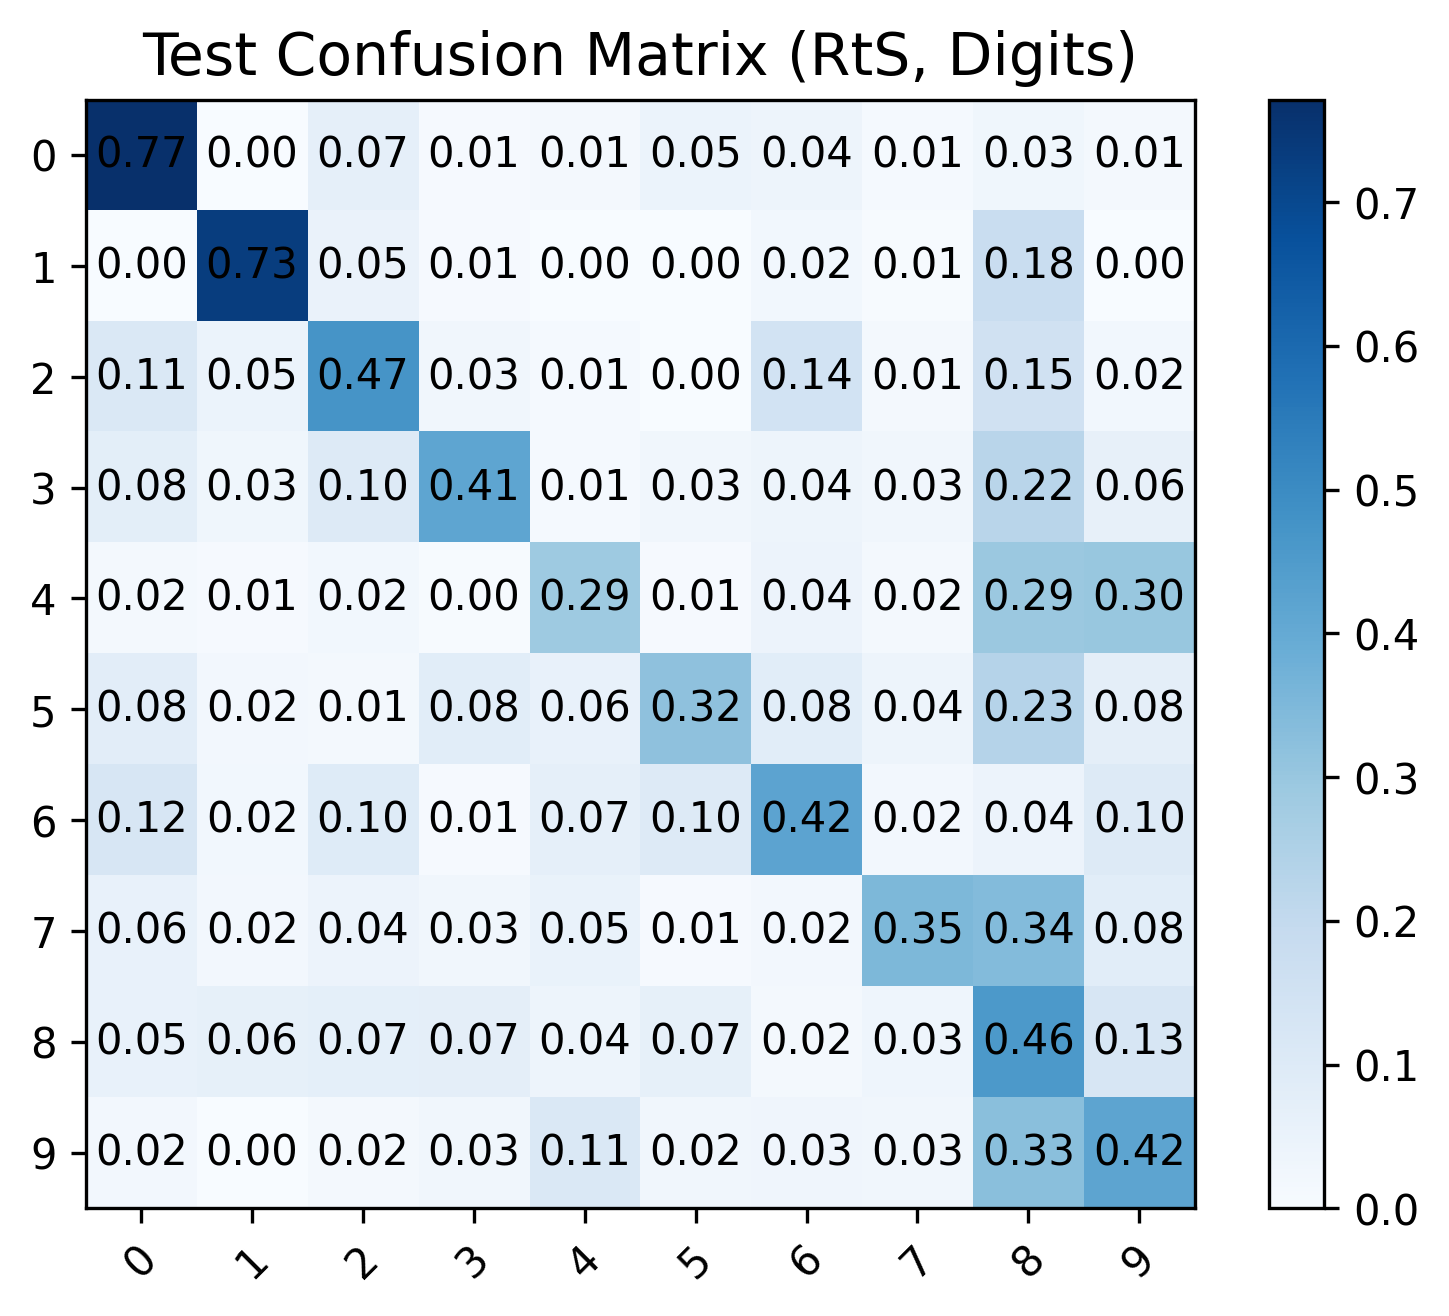 Test Confusion Matrix (RtS, Digits)
0 0.77 0.00 0.07 0.01 0.01 0.05 0.04 0.01 0.03 0.01
1 0.00 0.73 0.05 0.01 0.00 0.00 0.02 0.01 0.18 0.00
2 0.11 0.05 0.47 0.03 0.01 0.00 0.14 0.01 0.15 0.02
3 0.08 0.03 0.10 0.41 0.01 0.03 0.04 0.03 0.22 0.06
4 0.02 0.01 0.02 0.00 0.29 0.01 0.04 0.02 0.29 0.30
5 0.08 0.02 0.01 0.08 0.06 0.32 0.08 0.04 0.23 0.08
6 0.12 0.02 0.10 0.01 0.07 0.10 0.42 0.02 0.04 0.10
7 0.06 0.02 0.04 0.03 0.05 0.01 0.02 0.35 0.34 0.08
8 0.05 0.06 0.07 0.07 0.04 0.07 0.02 0.03 0.46 0.13
9 0.02 0.00 0.02 0.03 0.11 0.02 0.03 0.03 0.33 0.42
0 1 2 3 4 5 6 7 8 9
0.7
0.6
0.5
0.4
0.3
0.2
0.1
0.0